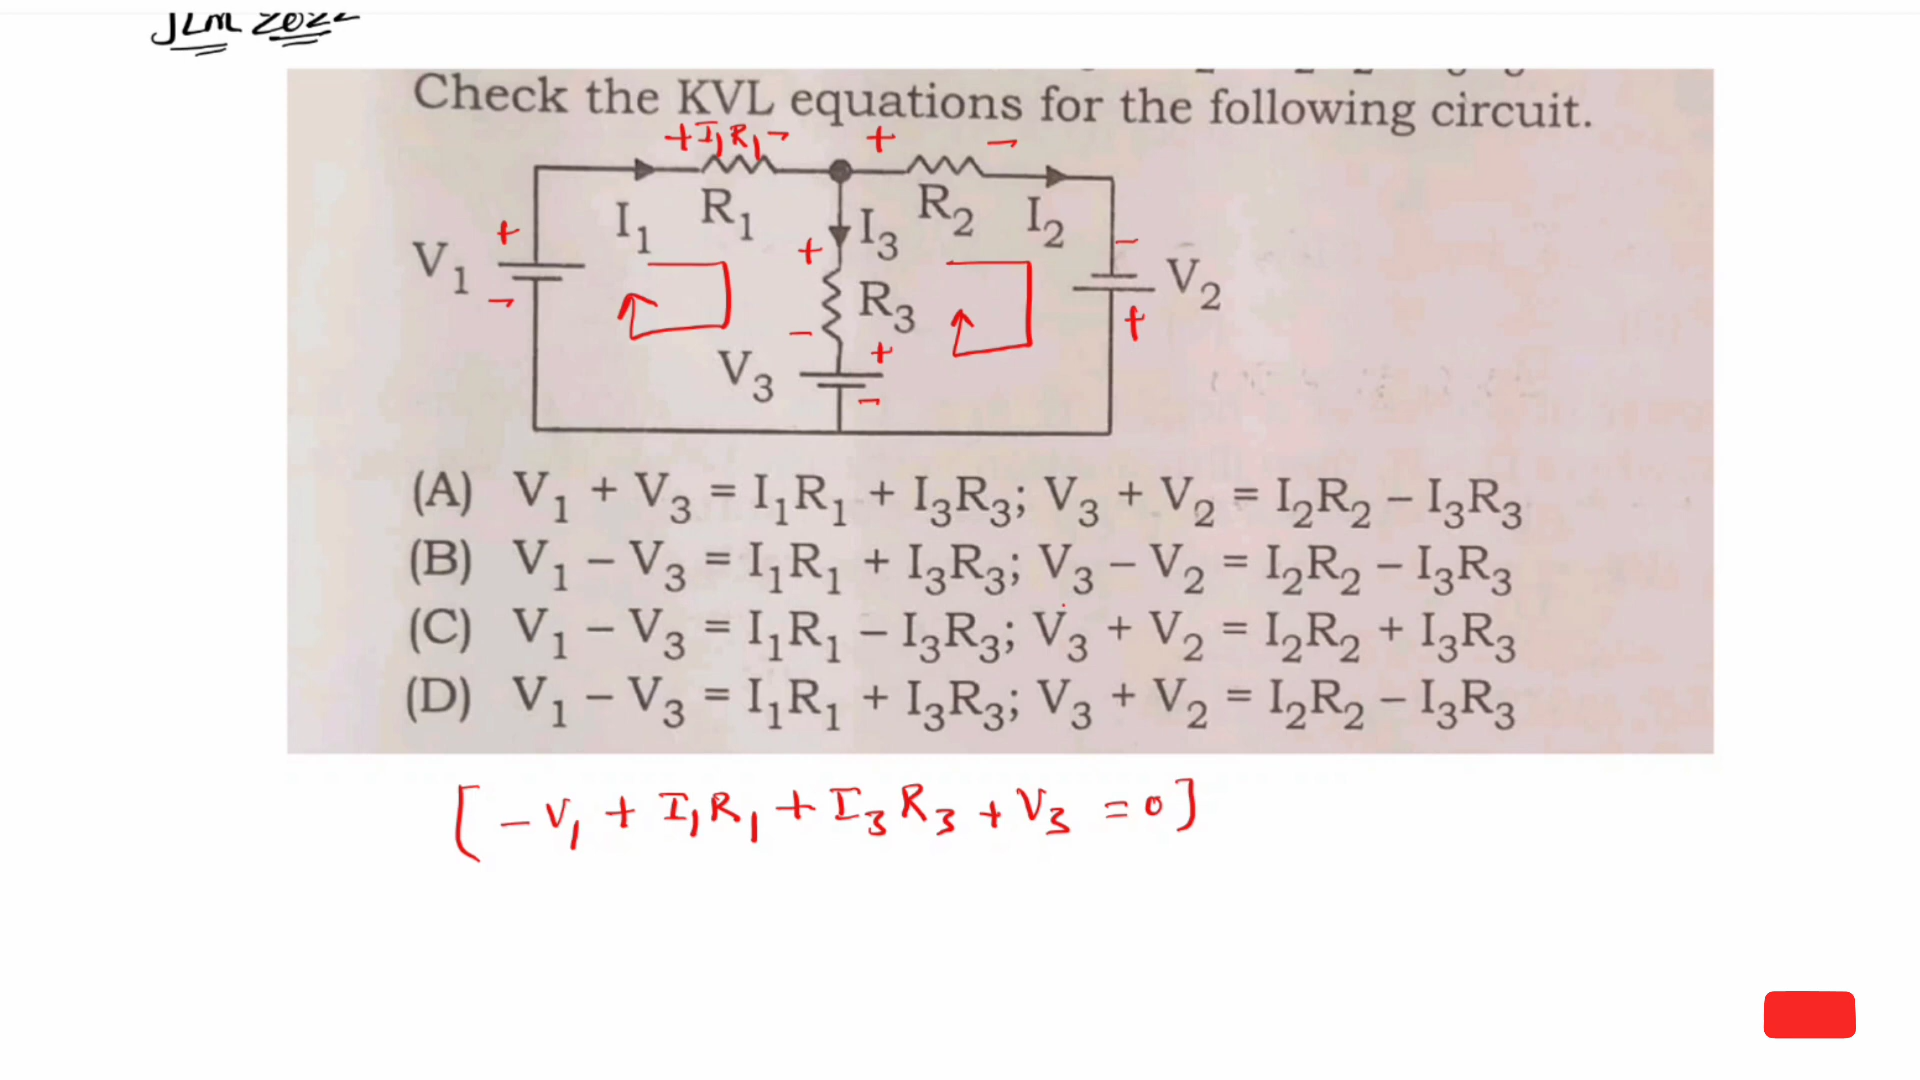 JLM 2022
Check the KVL equations for the following circuit.
+ I₁R₁ -
+ -
I₁ R₁
I₃
R₂ I₂
V₁ + -
+ - R₃
- + V₂
V₃ + -
(A) V₁ + V₃ = I₁R₁ + I₃R₃; V₃ + V₂ = I₂R₂ – I₃R₃
(B) V₁ – V₃ = I₁R₁ + I₃R₃; V₃ – V₂ = I₂R₂ – I₃R₃
(C) V₁ – V₃ = I₁R₁ – I₃R₃; V₃ + V₂ = I₂R₂ + I₃R₃
(D) V₁ – V₃ = I₁R₁ + I₃R₃; V₃ + V₂ = I₂R₂ – I₃R₃
[ -V₁ + I₁R₁ + I₃R₃ + V₃ = 0 ]